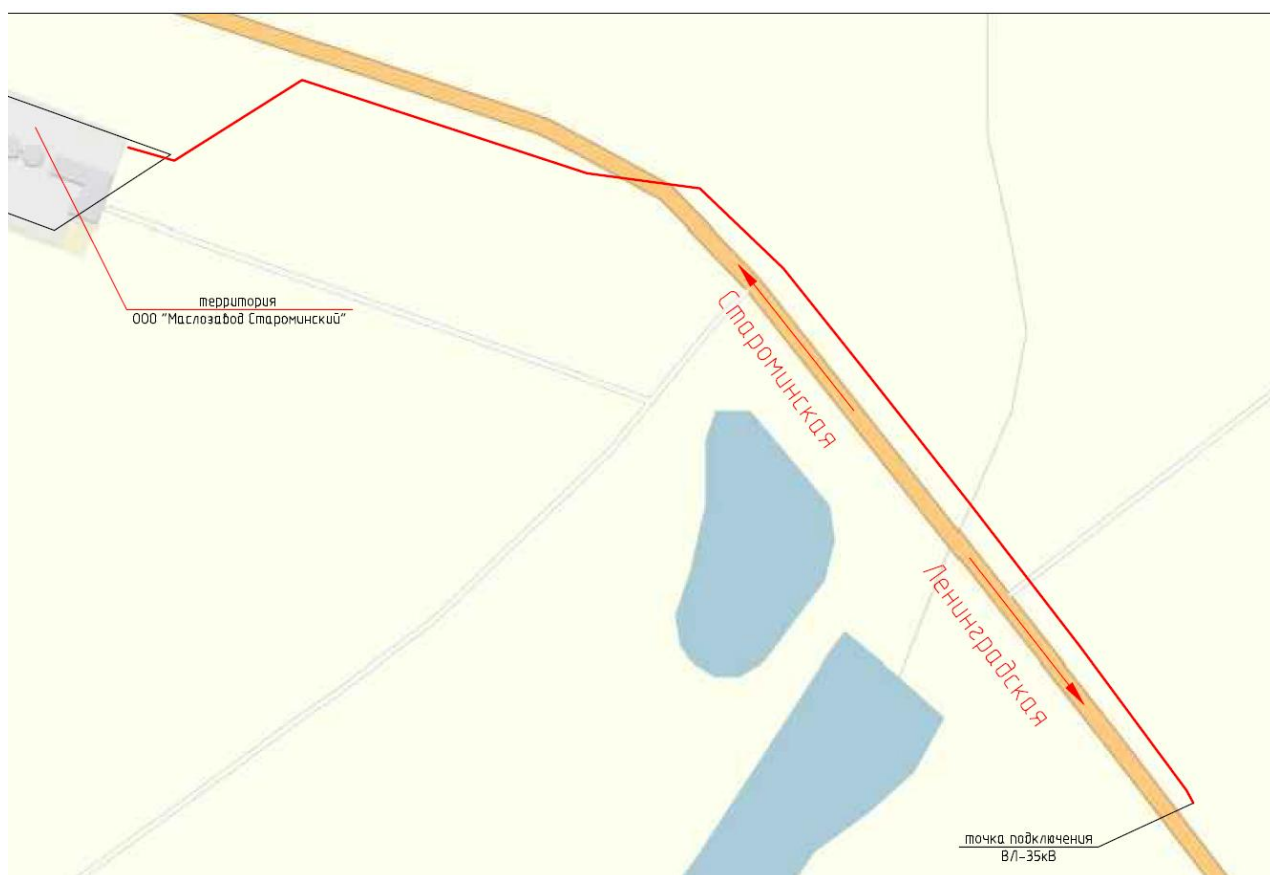 территория
ООО "Маслозавод Староминский"
Староминская
Ленинградская
точка подключения
ВЛ-35кВ